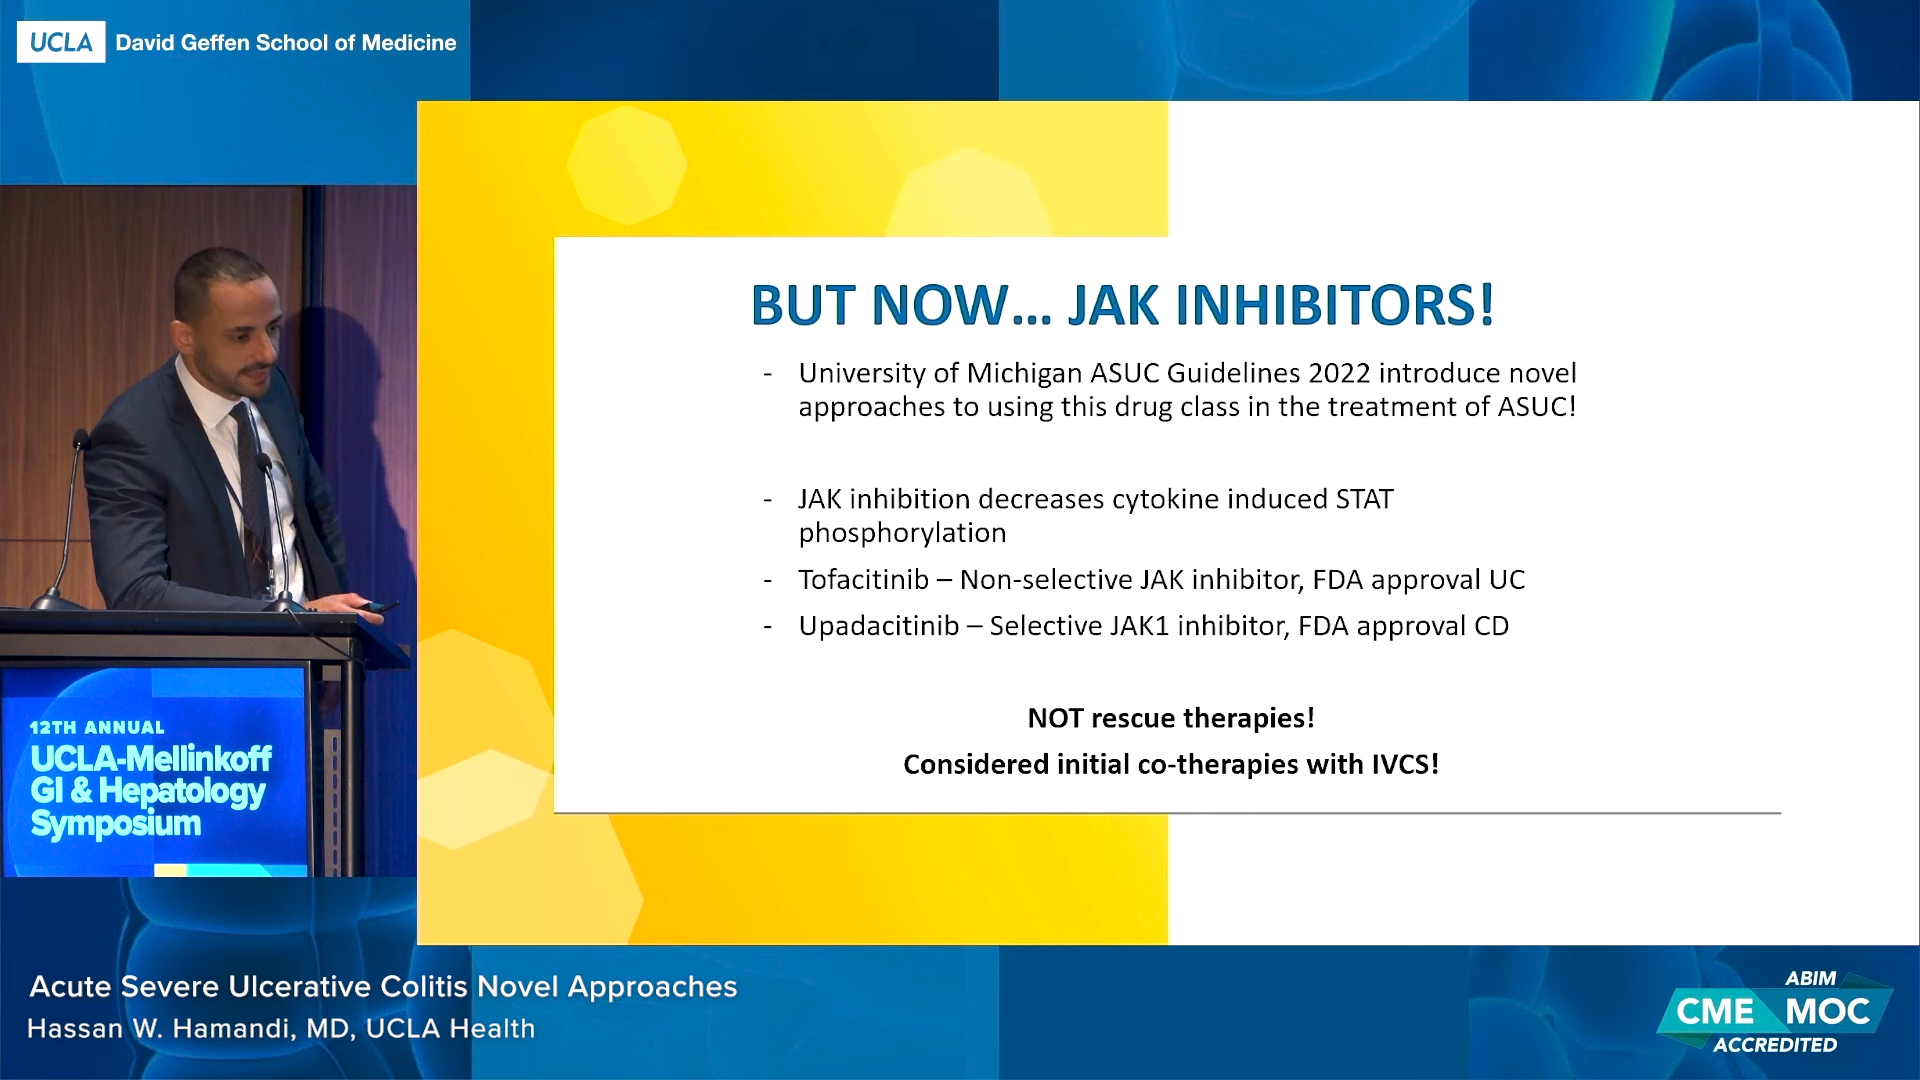 UCLA David Geffen School of Medicine
BUT NOW... JAK INHIBITORS!
- University of Michigan ASUC Guidelines 2022 introduce novel
approaches to using this drug class in the treatment of ASUC!
- JAK inhibition decreases cytokine induced STAT
phosphorylation
- Tofacitinib – Non-selective JAK inhibitor, FDA approval UC
- Upadacitinib – Selective JAK1 inhibitor, FDA approval CD
NOT rescue therapies!
Considered initial co-therapies with IVCS!
12TH ANNUAL
UCLA-Mellinkoff
GI & Hepatology
Symposium
Acute Severe Ulcerative Colitis Novel Approaches
Hassan W. Hamandi, MD, UCLA Health
ABIM
CME MOC
ACCREDITED